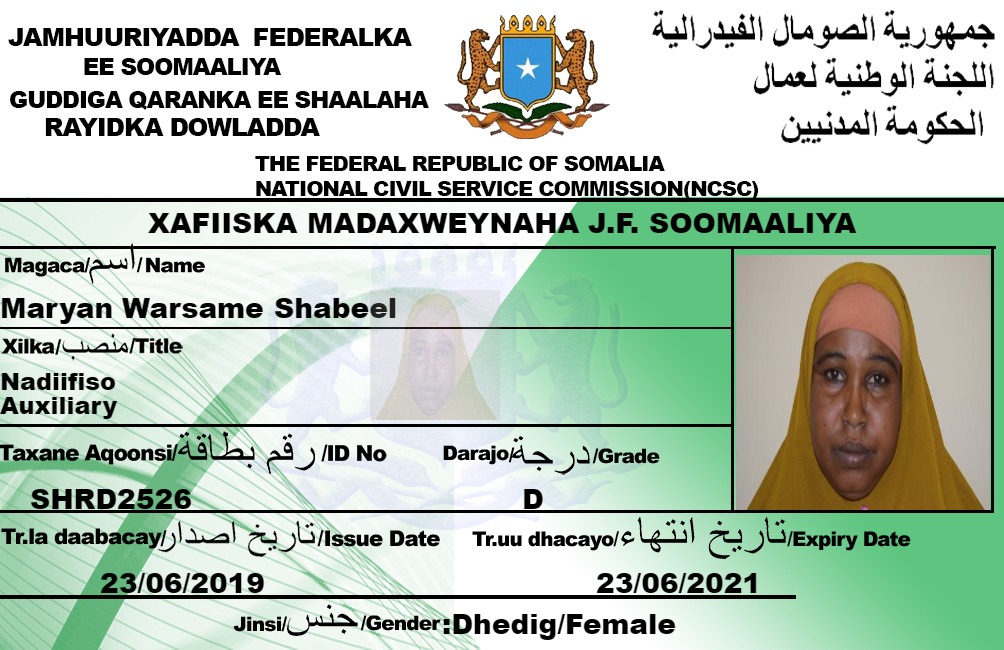 JAMHUURIYADDA FEDERALKA
EE SOOMAALIYA
GUDDIGA QARANKA EE SHAALAHA
RAYIDKA DOWLADDA
جمهورية الصومال الفيدرالية
اللجنة الوطنية لعمال
الحكومة المدنيين
THE FEDERAL REPUBLIC OF SOMALIA
NATIONAL CIVIL SERVICE COMMISSION(NCSC)
XAFIISKA MADAXWEYNAHA J.F. SOOMAALIYA
Magaca/اسم/Name
Maryan Warsame Shabeel
Xilka/منصب/Title
Nadiifiso
Auxiliary
Taxane Aqoonsi/رقم بطاقة/ID No
Darajo/درجة/Grade
SHRD2526
D
Tr.la daabacay/تاريخ اصدار/Issue Date
Tr.uu dhacayo/تاريخ انتهاء/Expiry Date
23/06/2019
23/06/2021
Jinsi/جنس/Gender:Dhedig/Female